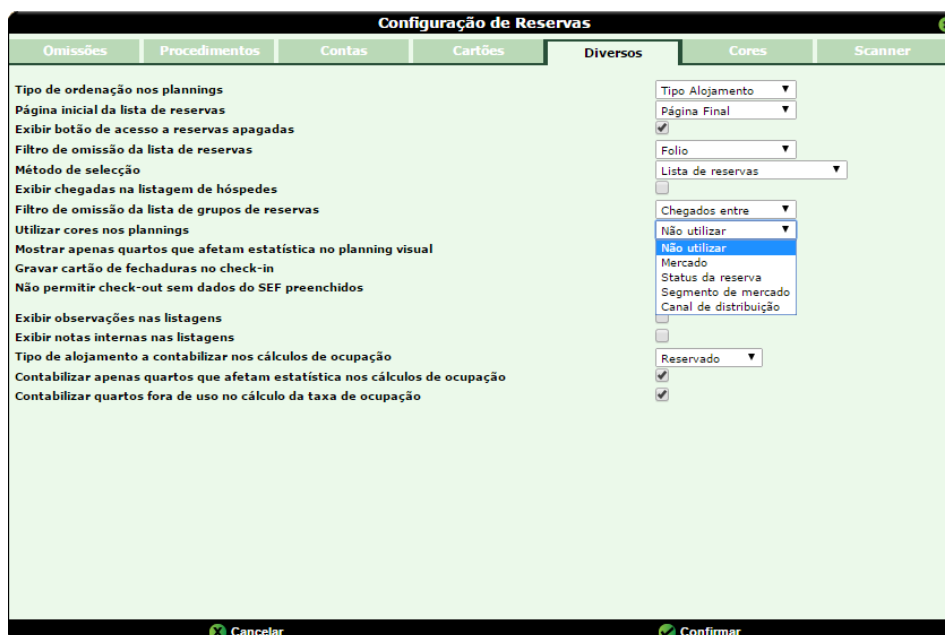 Configuração de Reservas
Omissões Procedimentos Contas Cartões Diversos Cores Scanner
Tipo de ordenação nos plannings Tipo Alojamento
Página inicial da lista de reservas Página Final
Exibir botão de acesso a reservas apagadas
Filtro de omissão da lista de reservas Folio
Método de selecção Lista de reservas
Exibir chegadas na listagem de hóspedes
Filtro de omissão da lista de grupos de reservas Chegados entre
Utilizar cores nos plannings Não utilizar
Mostrar apenas quartos que afetam estatística no planning visual Não utilizar
Gravar cartão de fechaduras no check-in Mercado
Não permitir check-out sem dados do SEF preenchidos Status da reserva
Segmento de mercado
Canal de distribuição
Exibir observações nas listagens
Exibir notas internas nas listagens
Tipo de alojamento a contabilizar nos cálculos de ocupação Reservado
Contabilizar apenas quartos que afetam estatística nos cálculos de ocupação
Contabilizar quartos fora de uso no cálculo da taxa de ocupação
Cancelar Confirmar